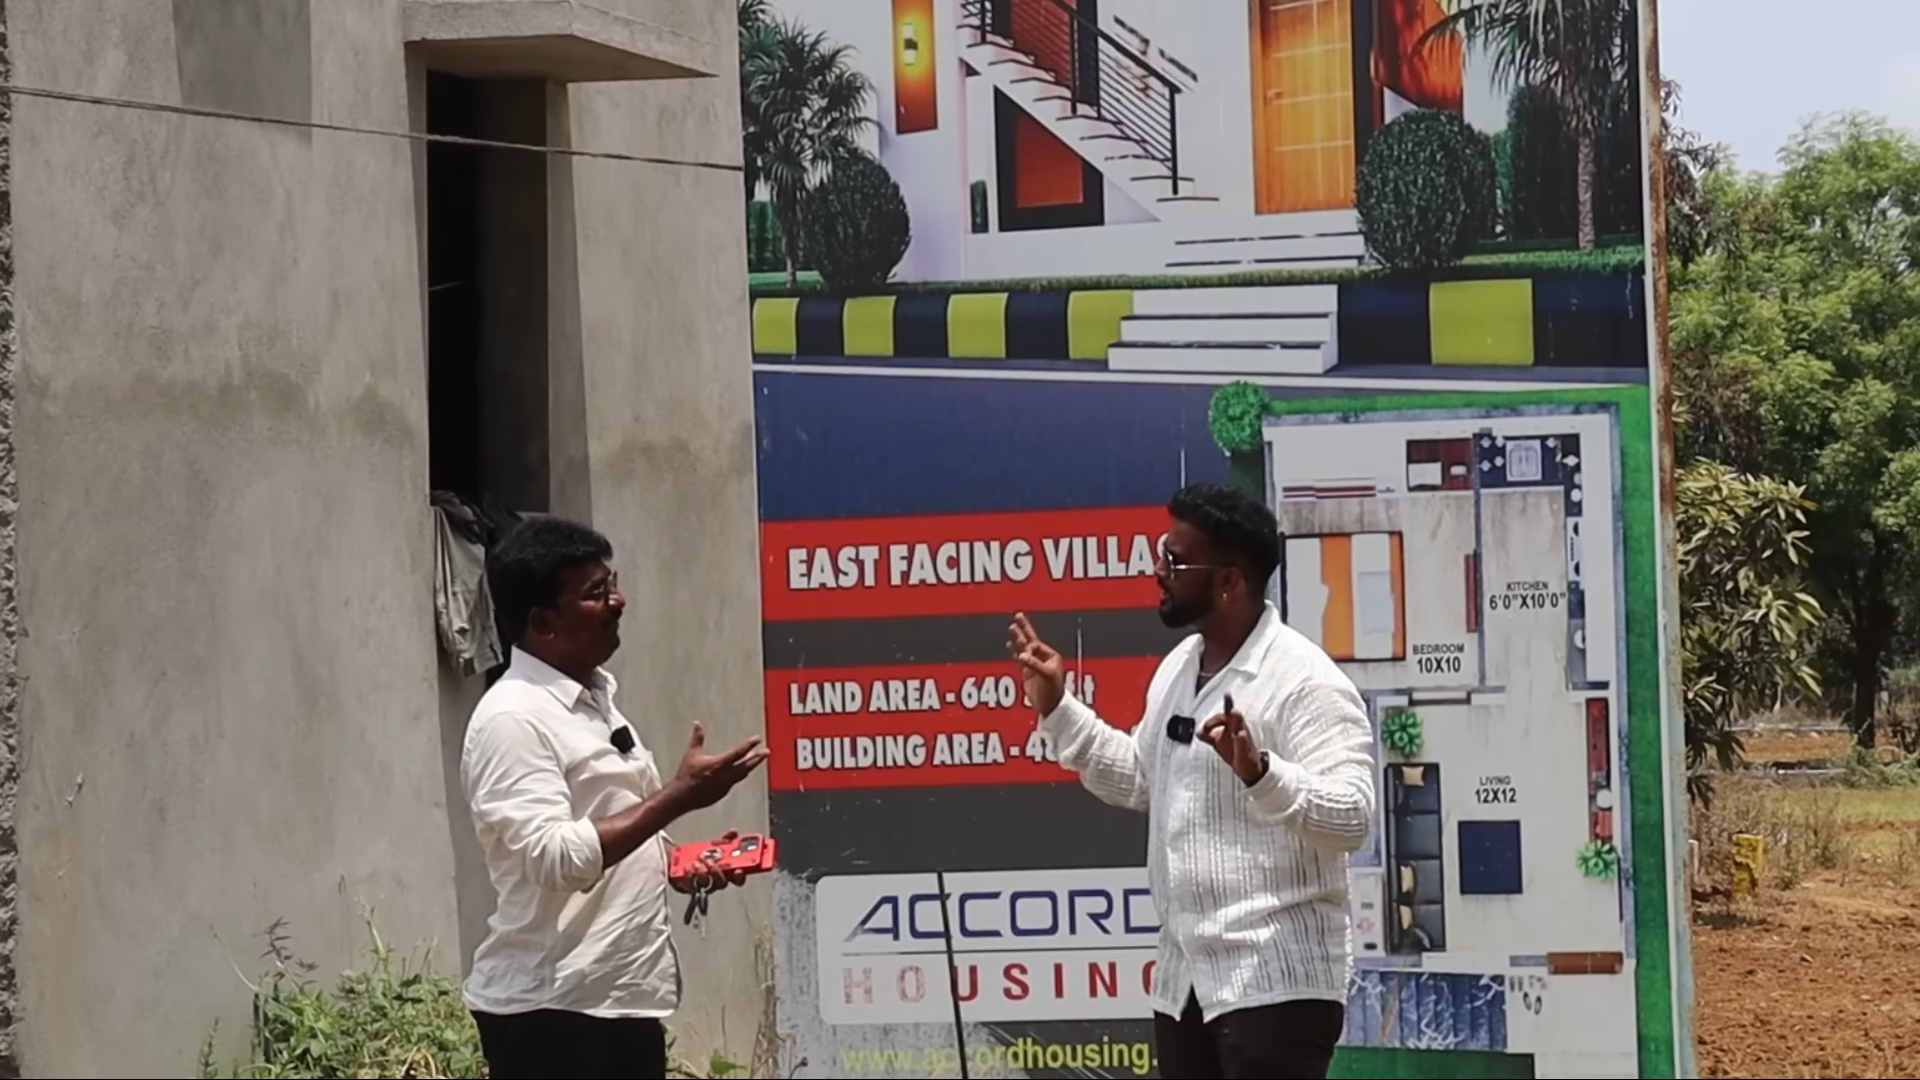 EAST FACING VILLAS
LAND AREA - 640
BUILDING AREA -
ACCORD
HOUSING
www.accordhousing.
KITCHEN
6'0"X10'0"
BEDROOM
10X10
LIVING
12X12